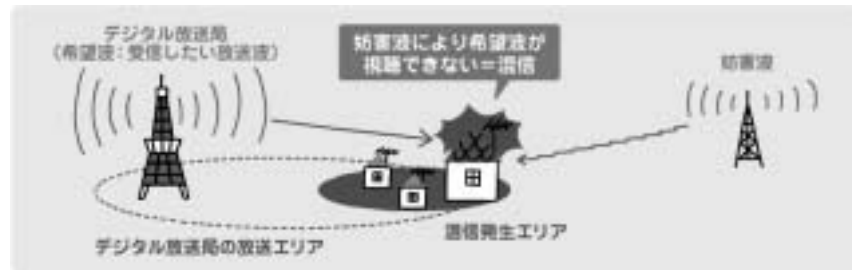 デジタル放送局
(希望波:受信したい放送波)
妨害波により希望波が
視聴できない=混信
妨害波
デジタル放送局の放送エリア
混信発生エリア